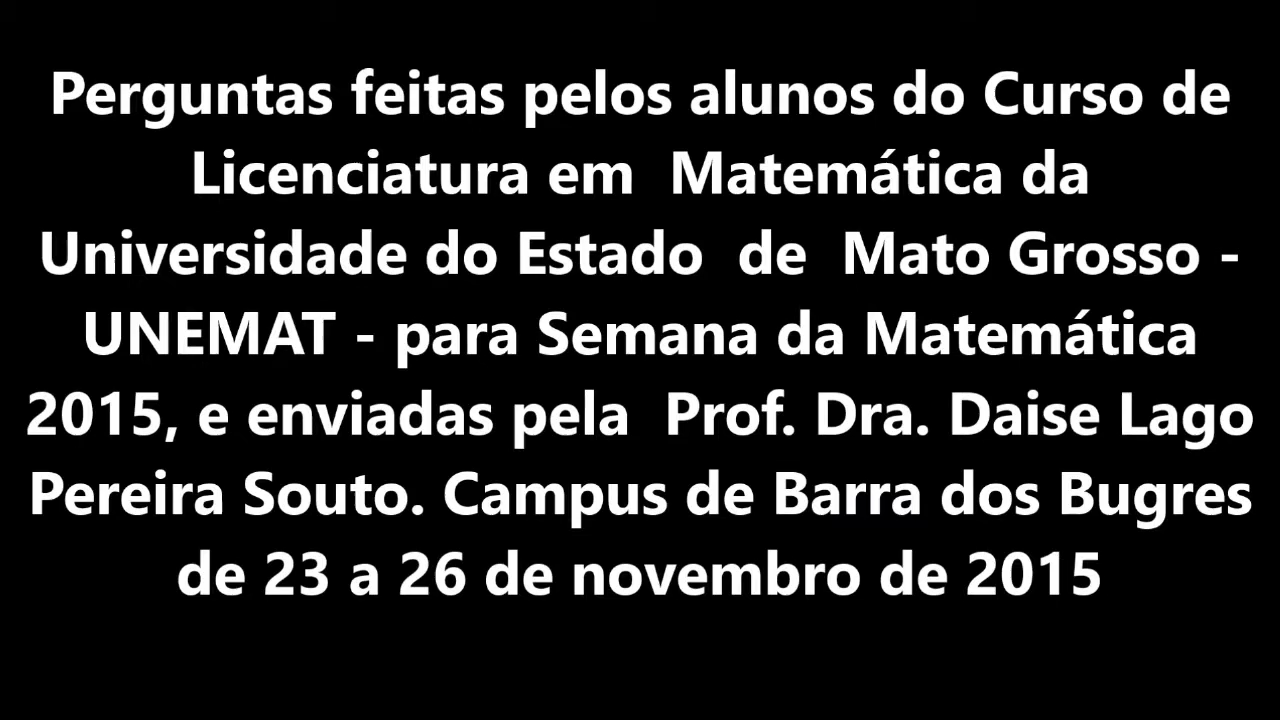 Perguntas feitas pelos alunos do Curso de
Licenciatura em  Matemática da
Universidade do Estado  de  Mato Grosso -
UNEMAT - para Semana da Matemática
2015, e enviadas pela  Prof. Dra. Daise Lago
Pereira Souto. Campus de Barra dos Bugres
de 23 a 26 de novembro de 2015